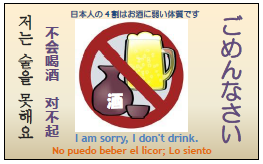 日本人の４割はお酒に弱い体質です
ごめんなさい
不会喝酒 对不起
저는 술을 못해요
酒
I am sorry, I don't drink.
No puedo beber el licor; Lo siento